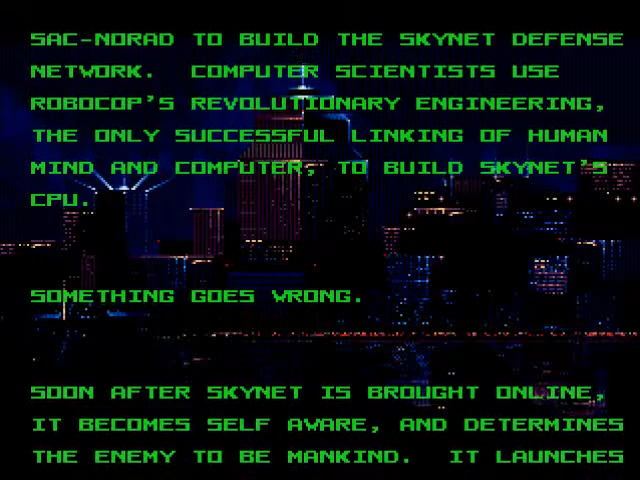 SAC-NORAD TO BUILD THE SKYNET DEFENSE
NETWORK. COMPUTER SCIENTISTS USE
ROBOCOP'S REVOLUTIONARY ENGINEERING,
THE ONLY SUCCESSFUL LINKING OF HUMAN
MIND AND COMPUTER, TO BUILD SKYNET'S
CPU.
SOMETHING GOES WRONG.
SOON AFTER SKYNET IS BROUGHT ONLINE,
IT BECOMES SELF AWARE, AND DETERMINES
THE ENEMY TO BE MANKIND. IT LAUNCHES